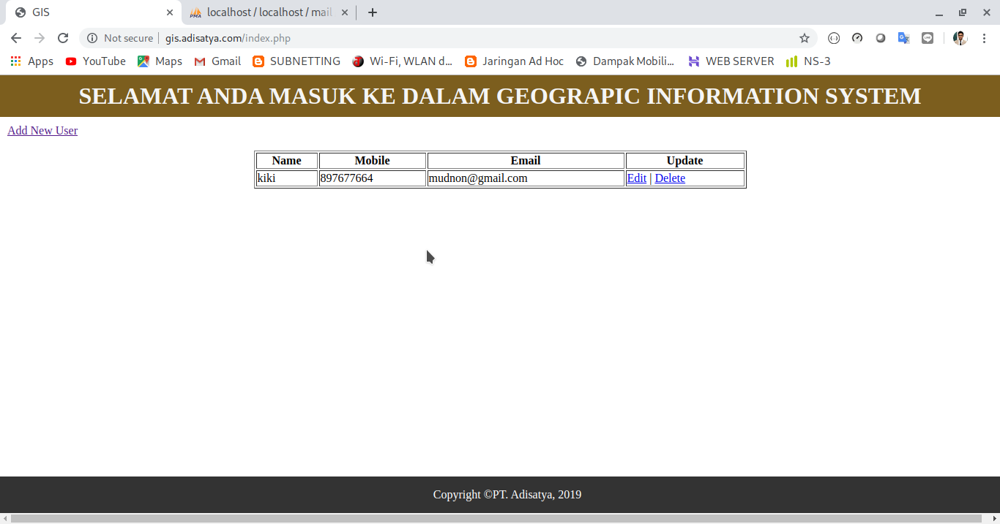 GIS
localhost / localhost / mail
Not secure
gis.adisatya.com/index.php
Apps YouTube Maps Gmail SUBNETTING Wi-Fi, WLAN d... Jaringan Ad Hoc Dampak Mobili... WEB SERVER NS-3
SELAMAT ANDA MASUK KE DALAM GEOGRAPIC INFORMATION SYSTEM
Add New User
Name Mobile Email Update
kiki 897677664 mudnon@gmail.com Edit | Delete
Copyright ©PT. Adisatya, 2019